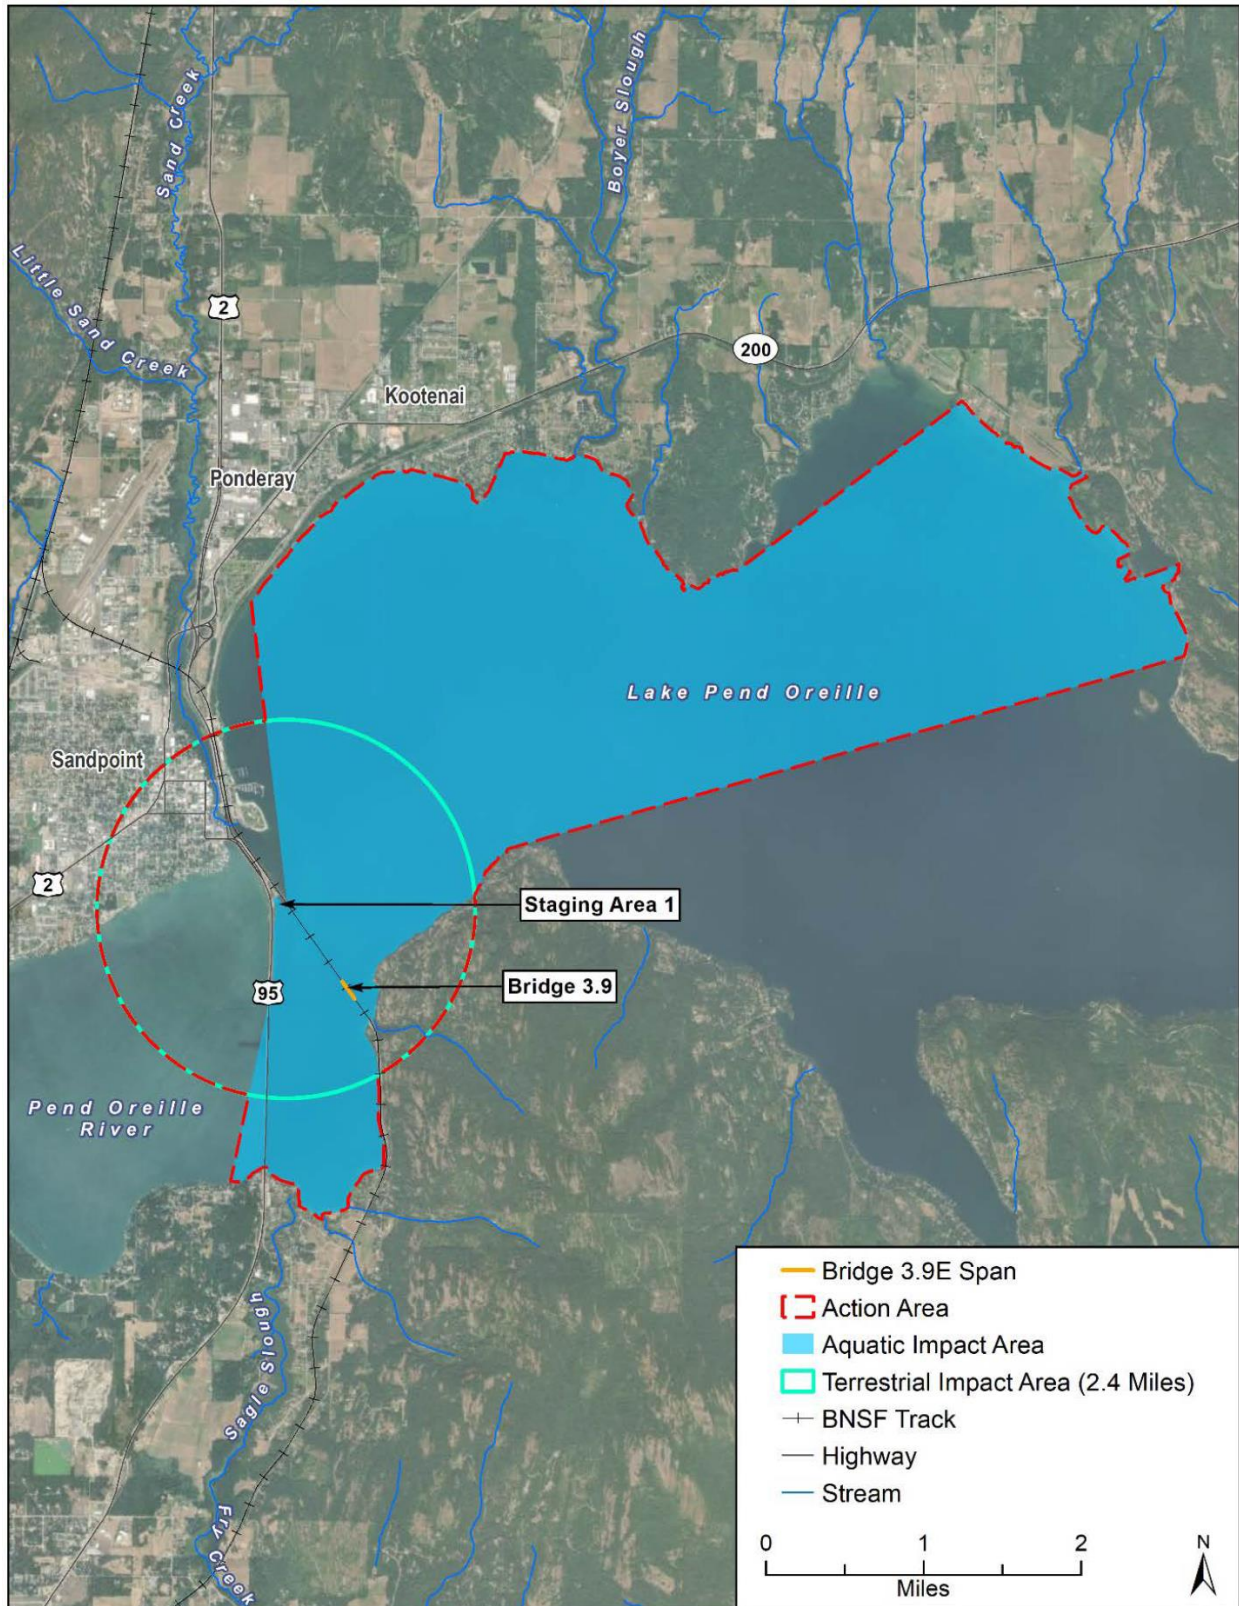 Sand Creek
Boyer Slough
Little Sand Creek
2
200
Kootenai
Ponderay
Lake Pend Oreille
Sandpoint
2
Staging Area 1
Bridge 3.9
95
Pend Oreille
River
Sagle Slough
Fry Creek
Bridge 3.9E Span
Action Area
Aquatic Impact Area
Terrestrial Impact Area (2.4 Miles)
BNSF Track
Highway
Stream
0 1 2
Miles
N